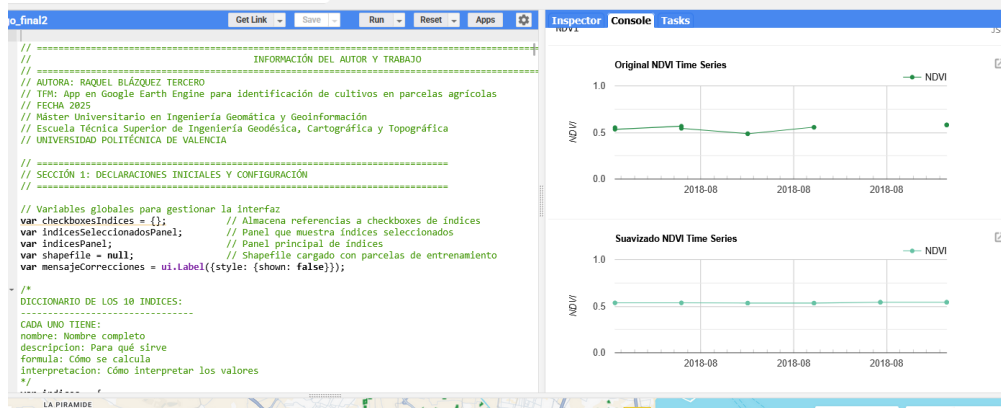 o_final2
Get Link
Save
Run
Reset
Apps
// INFORMACIÓN DEL AUTOR Y TRABAJO
// ==================================================================================================
// AUTORA: RAQUEL BLÁZQUEZ TERCERO
// TFM: App en Google Earth Engine para identificación de cultivos en parcelas agrícolas
// FECHA 2025
// Máster Universitario en Ingeniería Geomática y Geoinformación
// Escuela Técnica Superior de Ingeniería Geodésica, Cartográfica y Topográfica
// UNIVERSIDAD POLITÉCNICA DE VALENCIA
// =============================================================================
// SECCIÓN 1: DECLARACIONES INICIALES Y CONFIGURACIÓN
// =============================================================================
// Variables globales para gestionar la interfaz
var checkboxesIndices = {}; // Almacena referencias a checkboxes de índices
var indicesSeleccionadosPanel; // Panel que muestra índices seleccionados
var indicesPanel; // Panel principal de índices
var shapefile = null; // Shapefile cargado con parcelas de entrenamiento
var mensajeCorrecciones = ui.Label({style: {shown: false}});
/*
DICCIONARIO DE LOS 10 INDICES:
--------------------------------
CADA UNO TIENE:
nombre: Nombre completo
descripcion: Para qué sirve
formula: Cómo se calcula
interpretacion: Cómo interpretar los valores
*/
var indices = {
LA PIRAMIDE
Inspector
Console
Tasks
NDVI
Original NDVI Time Series
NDVI
1.0
0.5
0.0
NDVI
2018-08
2018-08
2018-08
Suavizado NDVI Time Series
NDVI
1.0
0.5
0.0
NDVI
2018-08
2018-08
2018-08